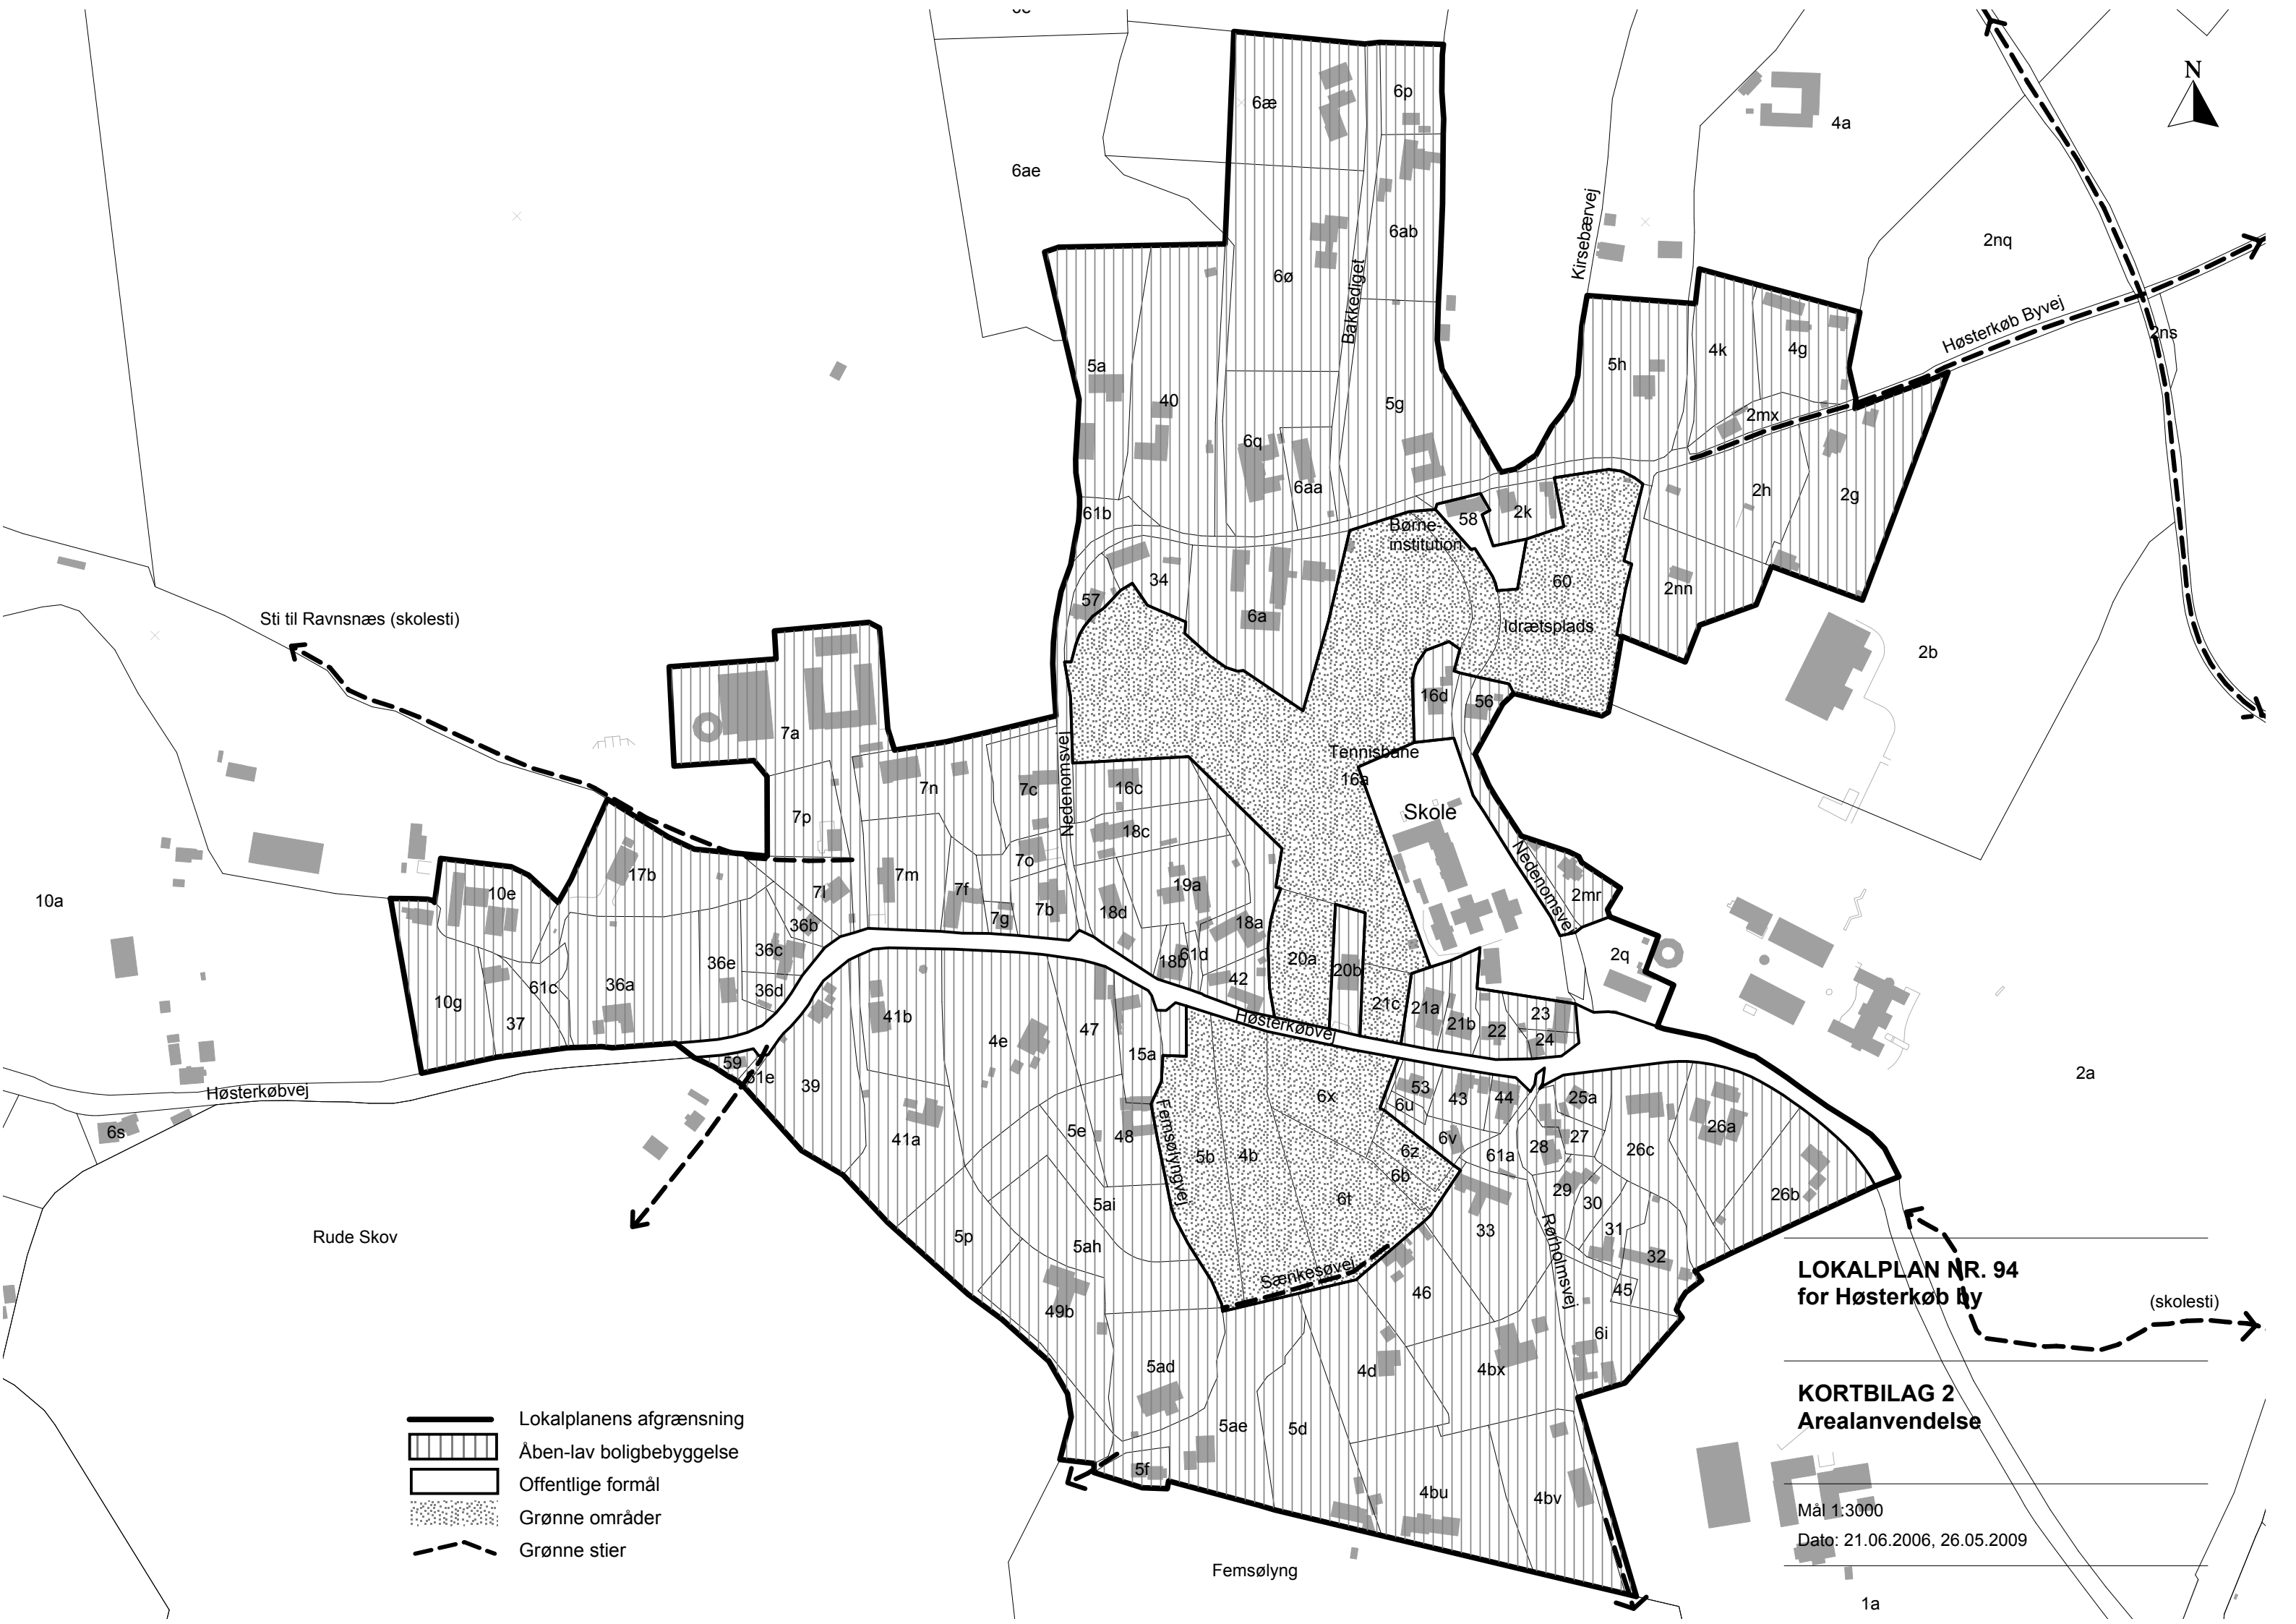 N
6æ
6p
4a
6ae
6ab
2nq
6ø
Kirsebærvej
Bakkediget
Høsterkøb Byvej
2ns
5a
5h
4k
4g
40
5g
2mx
6q
6aa
2h
2g
61b
58
2k
Børne-
institution
34
60
57
6a
2nn
Idrætsplads
2b
Sti til Ravnsnæs (skolesti)
16d
56
7a
Nedenomsvej
Tennisbane
16a
7n
7c
16c
Skole
7p
18c
7o
17b
7m
7f
19a
Nedenomsvej
10a
10e
7l
7g
7b
18d
18a
2mr
36b
36c
36e
18b
61d
20a
20b
2q
36d
42
10g
61c
36a
37
21c
21a
21b
22
23
24
41b
4e
47
15a
Høsterkøbvej
59
61e
39
2a
Høsterkøbvej
53
6u
43
44
25a
6x
6s
41a
5e
48
Femsølyngvej
5b
4b
6z
6v
61a
28
27
26c
26a
6b
29
30
26b
5ai
6t
33
31
Rude Skov
5p
5ah
Rørholmsvej
32
Sænkesøvej
46
45
49b
6i
LOKALPLAN NR. 94
for Høsterkøb by
(skolesti)
5ad
4d
4bx
5ae
5d
KORTBILAG 2
Arealanvendelse
5f
4bu
4bv
Lokalplanens afgrænsning
Åben-lav boligbebyggelse
Offentlige formål
Grønne områder
Grønne stier
Mål 1:3000
Dato: 21.06.2006, 26.05.2009
Femsølyng
1a